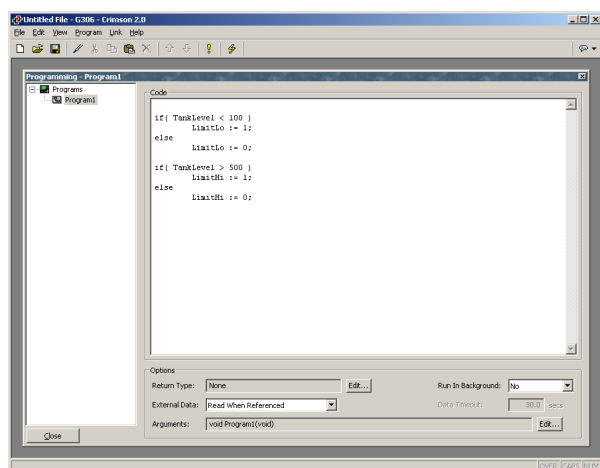 Untitled File - G306 - Crimson 2.0
File Edit View Program Link Help
Programming - Program1
Programs
Program1
Code
if( TankLevel < 100 )
LimitLo := 1;
else
LimitLo := 0;
if( TankLevel > 500 )
LimitHi := 1;
else
LimitHi := 0;
Options
Return Type: None Edit... Run In Background: No
External Data: Read When Referenced Data Timeout: 30.0 secs
Arguments: void Program1(void) Edit...
Close
OVER CAPS NUM